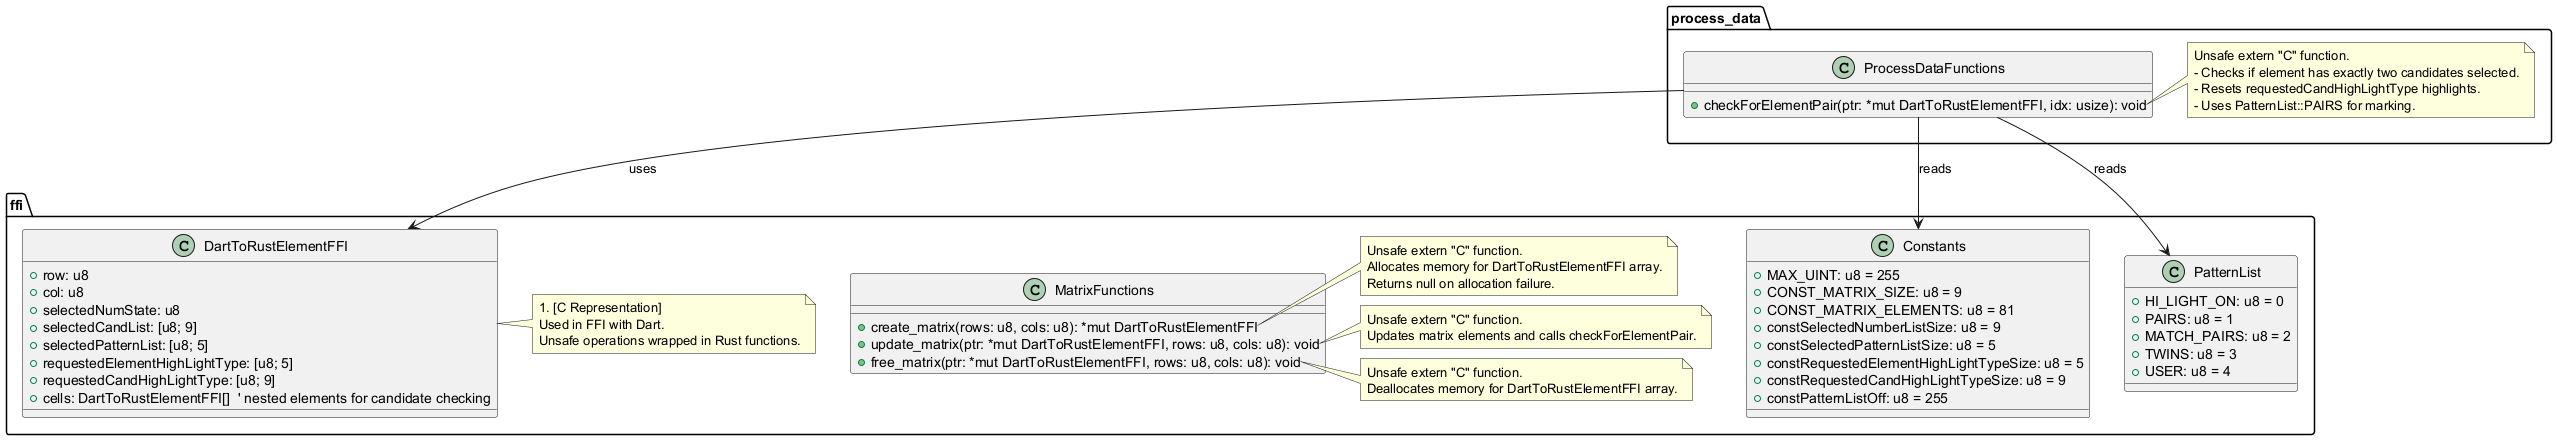 process_data
C ProcessDataFunctions
checkForElementPair(ptr: *mut DartToRustElementFFI, idx: usize): void
Unsafe extern "C" function.
- Checks if element has exactly two candidates selected.
- Resets requestedCandHighLightType highlights.
- Uses PatternList::PAIRS for marking.
uses
reads
reads
ffi
C DartToRustElementFFI
row: u8
col: u8
selectedNumState: u8
selectedCandList: [u8; 9]
selectedPatternList: [u8; 5]
requestedElementHighLightType: [u8; 5]
requestedCandHighLightType: [u8; 9]
cells: DartToRustElementFFI[]  ' nested elements for candidate checking
1. [C Representation]
Used in FFI with Dart.
Unsafe operations wrapped in Rust functions.
C MatrixFunctions
create_matrix(rows: u8, cols: u8): *mut DartToRustElementFFI
update_matrix(ptr: *mut DartToRustElementFFI, rows: u8, cols: u8): void
free_matrix(ptr: *mut DartToRustElementFFI, rows: u8, cols: u8): void
Unsafe extern "C" function.
Allocates memory for DartToRustElementFFI array.
Returns null on allocation failure.
Unsafe extern "C" function.
Updates matrix elements and calls checkForElementPair.
Unsafe extern "C" function.
Deallocates memory for DartToRustElementFFI array.
C Constants
MAX_UINT: u8 = 255
CONST_MATRIX_SIZE: u8 = 9
CONST_MATRIX_ELEMENTS: u8 = 81
constSelectedNumberListSize: u8 = 9
constSelectedPatternListSize: u8 = 5
constRequestedElementHighLightTypeSize: u8 = 5
constRequestedCandHighLightTypeSize: u8 = 9
constPatternListOff: u8 = 255
C PatternList
HI_LIGHT_ON: u8 = 0
PAIRS: u8 = 1
MATCH_PAIRS: u8 = 2
TWINS: u8 = 3
USER: u8 = 4